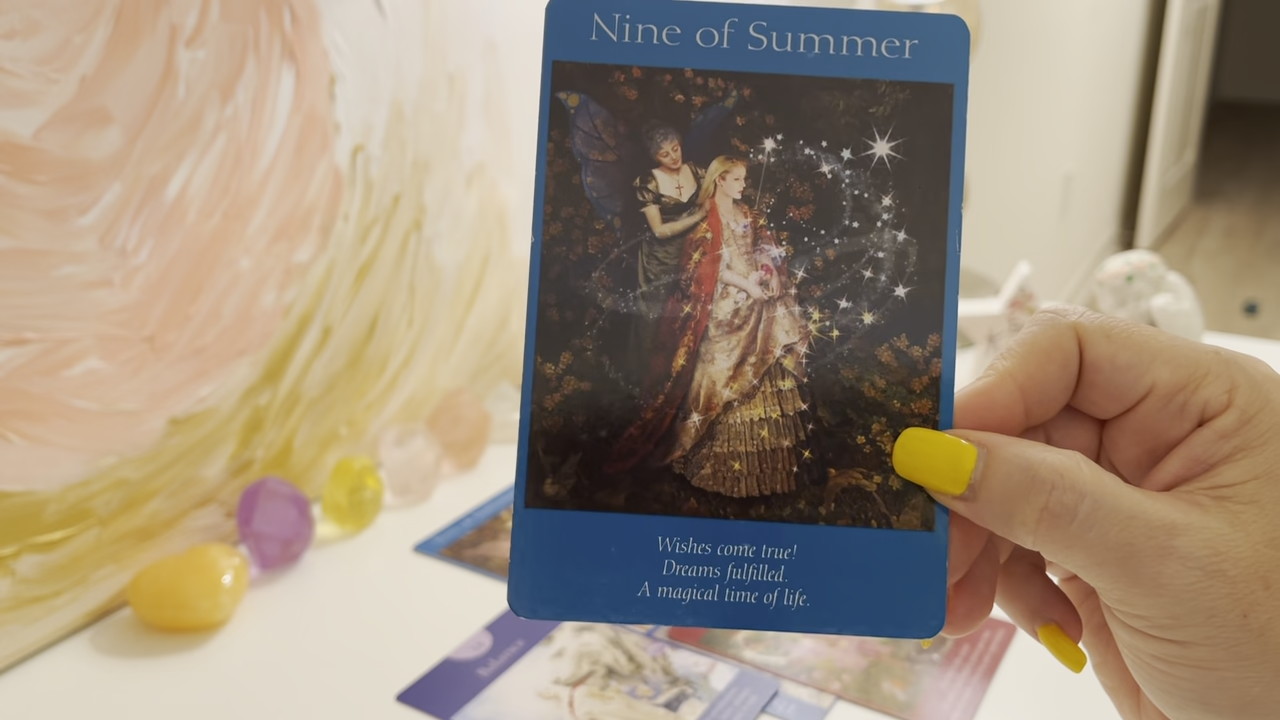 Nine of Summer
Wishes come true!
Dreams fulfilled.
A magical time of life.